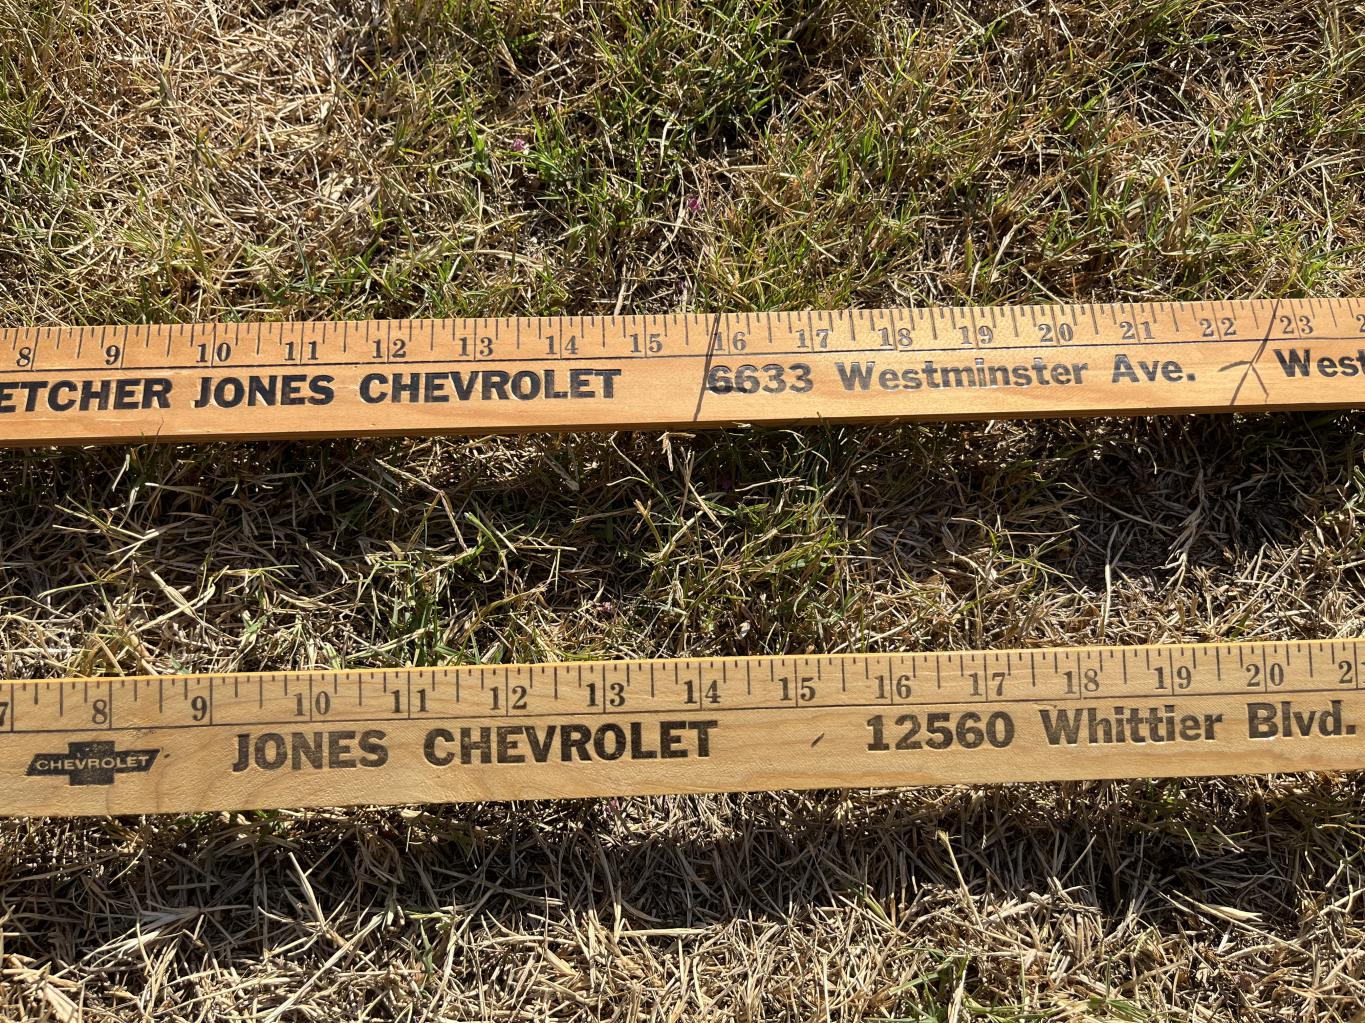 8 9 10 11 12 13 14 15 16 17 18 19 20 21 22 23
ETCHER JONES CHEVROLET 6633 Westminster Ave. West
7 8 9 10 11 12 13 14 15 16 17 18 19 20 2
CHEVROLET JONES CHEVROLET 12560 Whittier Blvd.